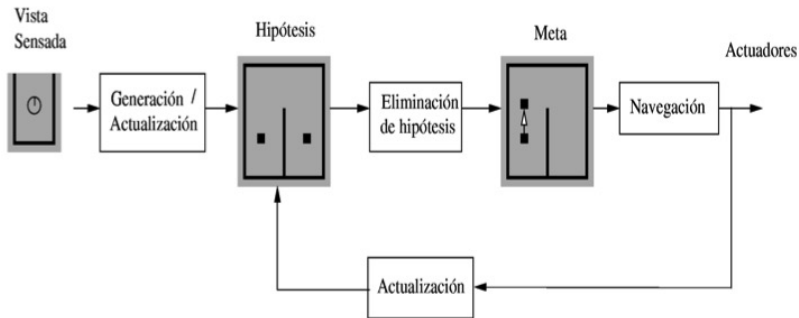 Vista
Sensada
Hipótesis
Meta
Actuadores
Generación /
Actualización
Eliminación
de hipótesis
Navegación
Actualización